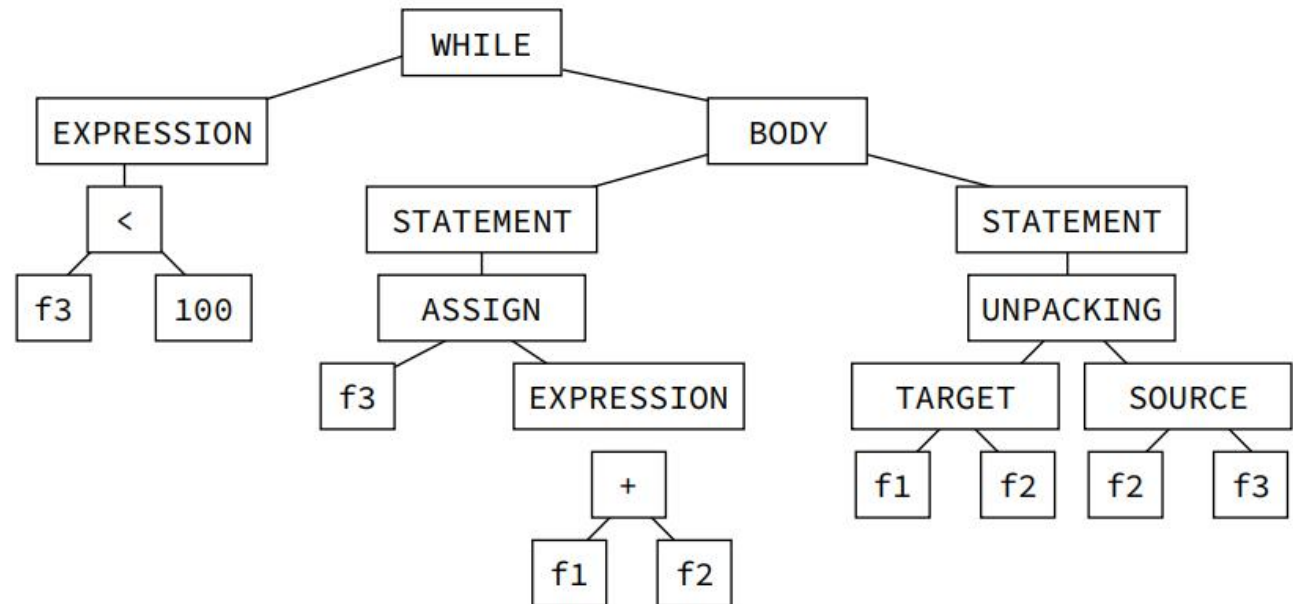 WHILE
EXPRESSION
BODY
<
STATEMENT
STATEMENT
f3
100
ASSIGN
UNPACKING
f3
EXPRESSION
TARGET
SOURCE
+
f1
f2
f2
f3
f1
f2